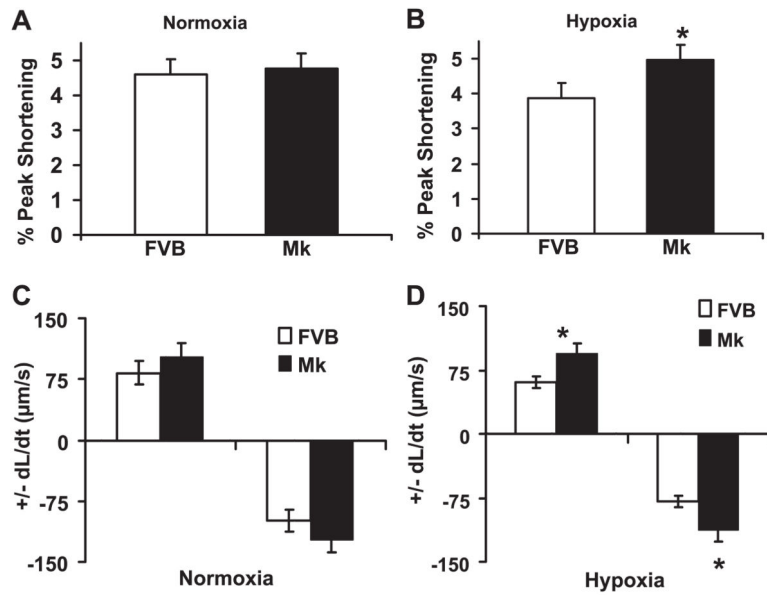 A
Normoxia
% Peak Shortening
5
4
3
2
1
0
FVB
Mk
B
Hypoxia
*
% Peak Shortening
5
4
3
2
1
0
FVB
Mk
C
+/- dL/dt (µm/s)
150
75
0
-75
-150
FVB
Mk
Normoxia
D
+/- dL/dt (µm/s)
150
75
0
-75
-150
*
FVB
Mk
*
Hypoxia